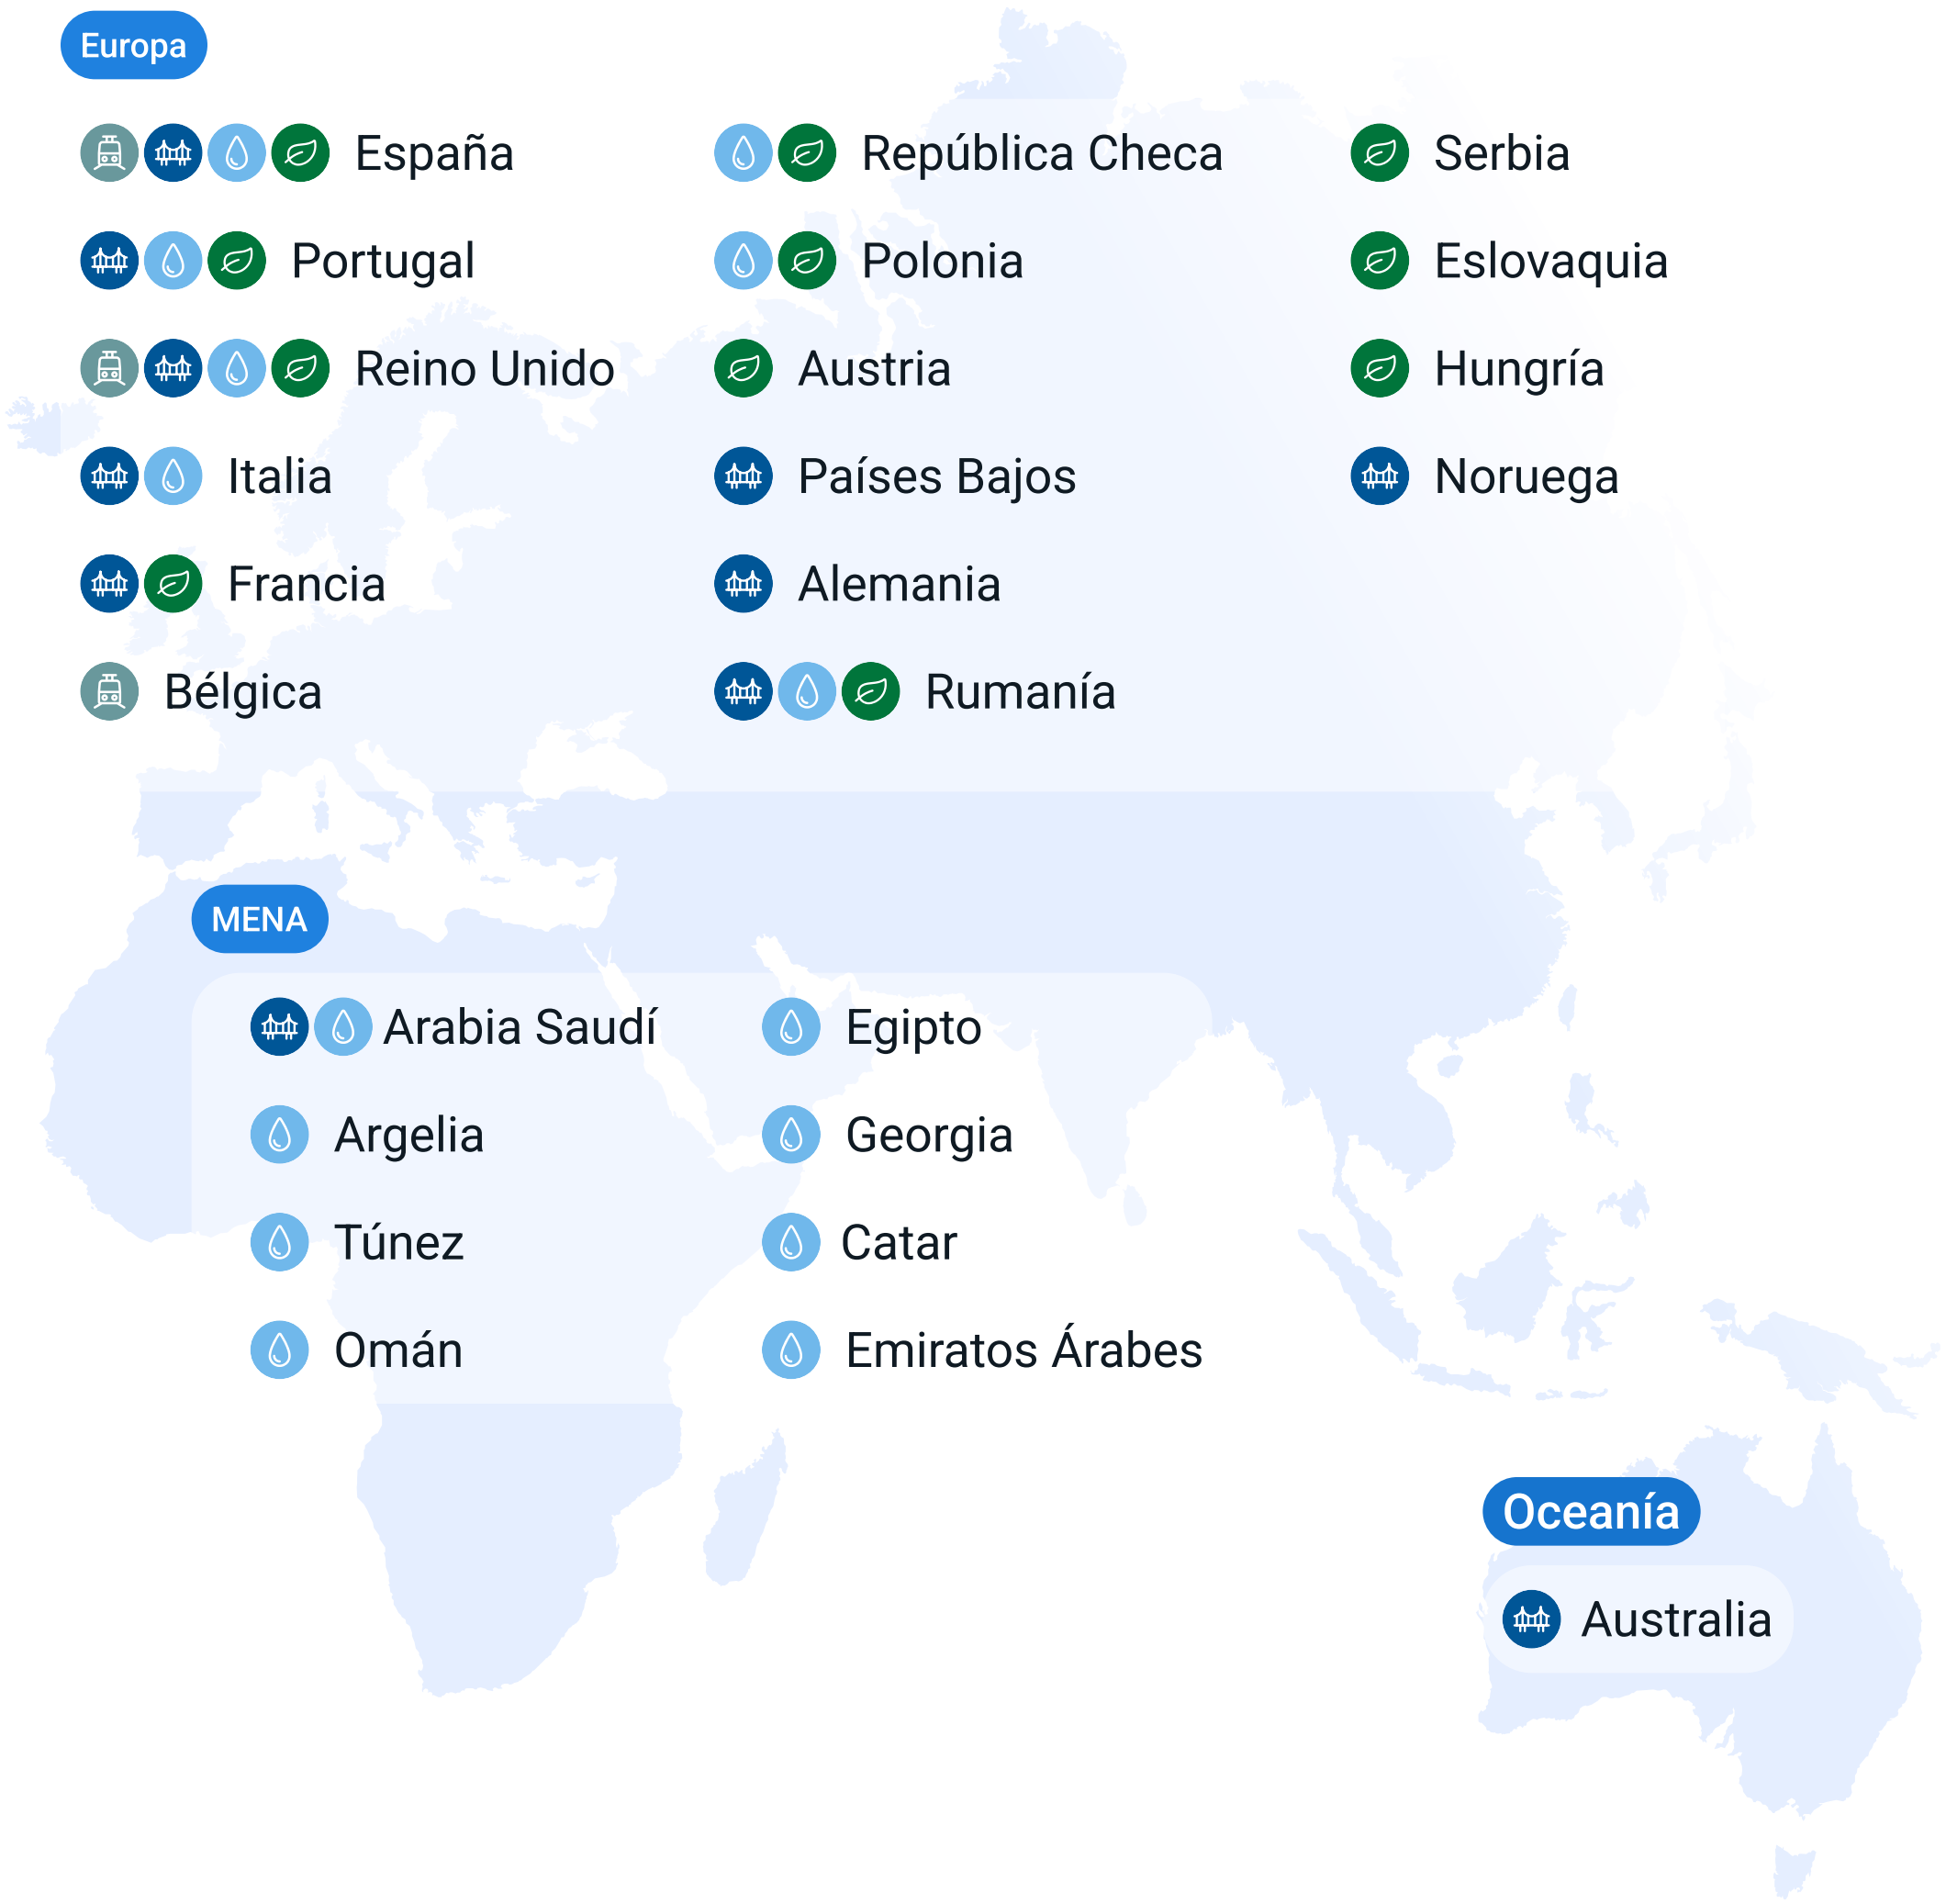 Europa
España
República Checa
Serbia
Portugal
Polonia
Eslovaquia
Reino Unido
Austria
Hungría
Italia
Países Bajos
Noruega
Francia
Alemania
Bélgica
Rumanía
MENA
Arabia Saudí
Egipto
Argelia
Georgia
Túnez
Catar
Omán
Emiratos Árabes
Oceanía
Australia